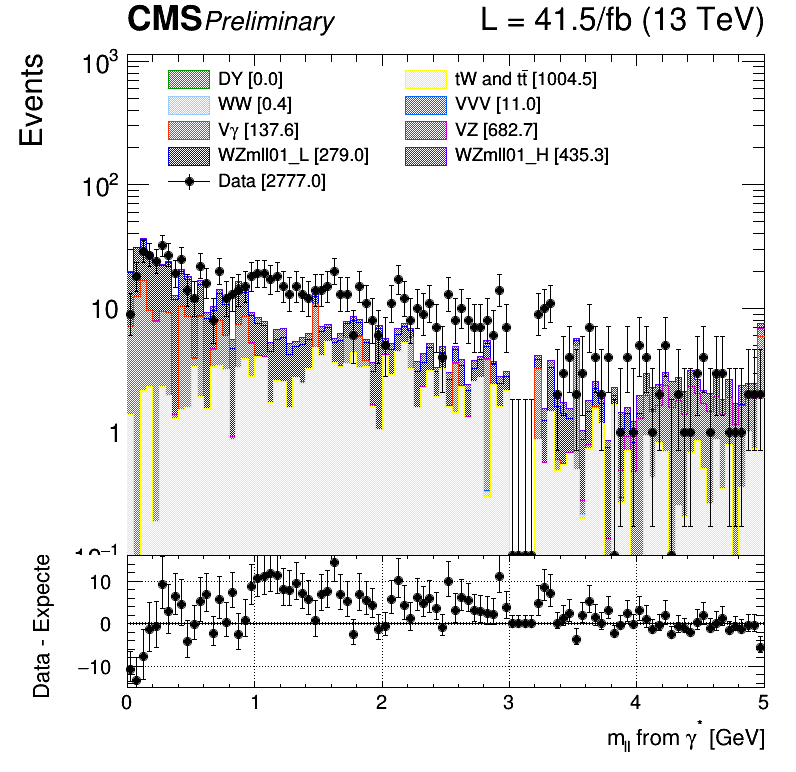 CMS Preliminary L = 41.5/fb (13 TeV)
Events
10³
10²
10
1
10⁻¹
DY [0.0] tW and tt̄ [1004.5]
WW [0.4] VVV [11.0]
Vγ [137.6] VZ [682.7]
WZmll01_L [279.0] WZmll01_H [435.3]
Data [2777.0]
Data - Expecte
10
0
−10
0 1 2 3 4 5
m_ll from γ* [GeV]